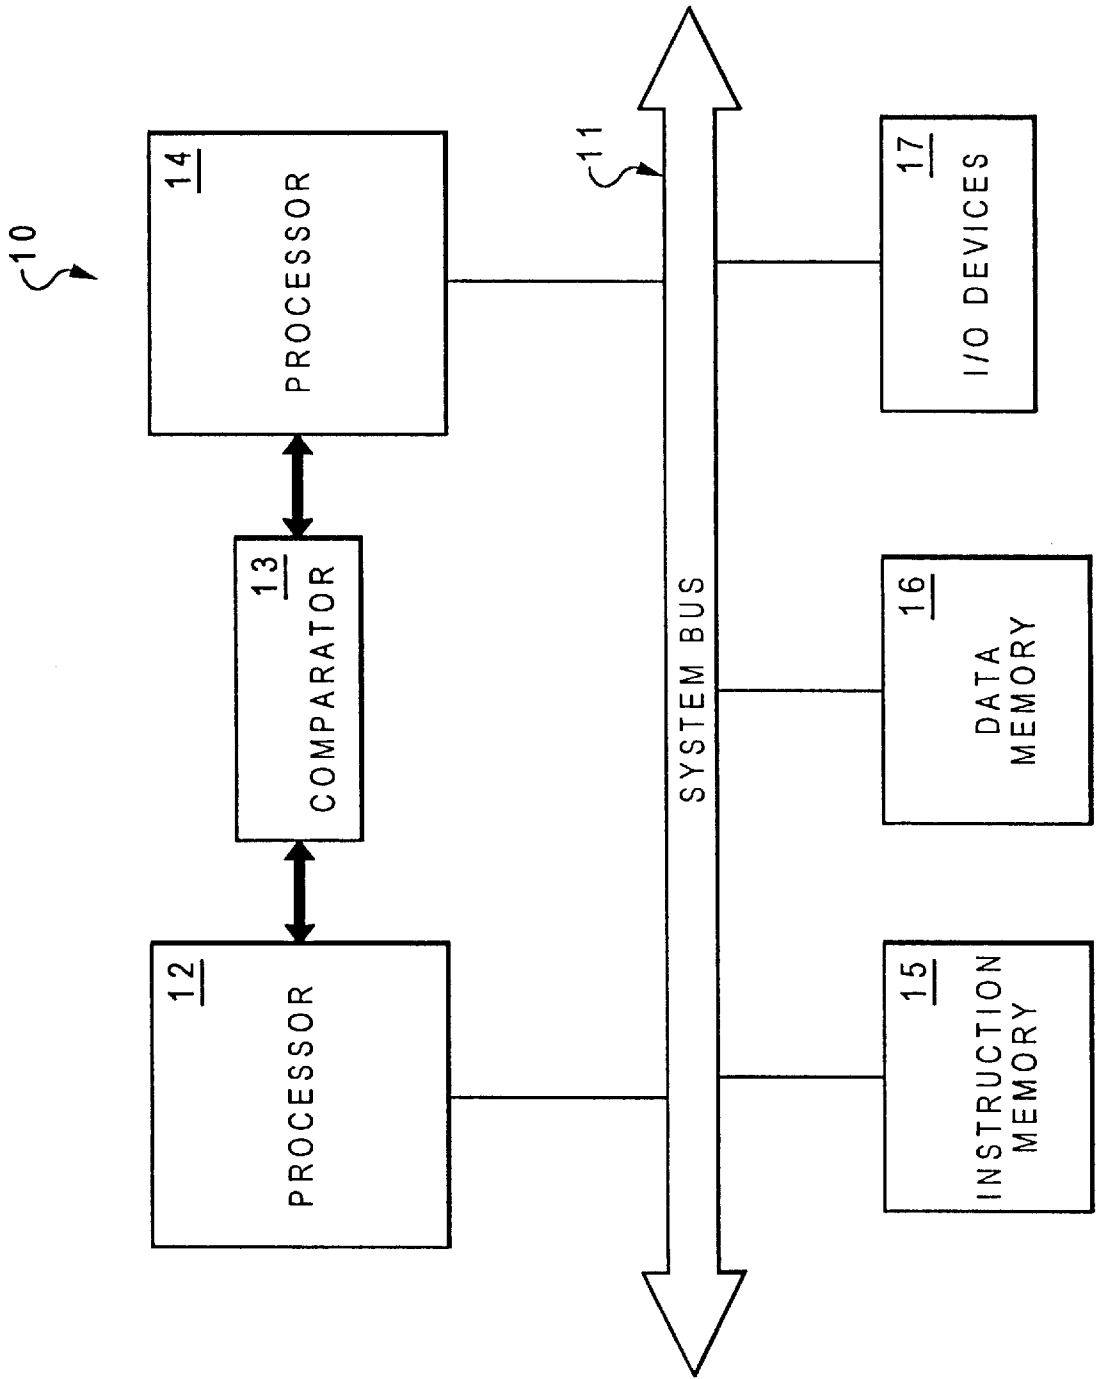 10
12
PROCESSOR
13
COMPARATOR
14
PROCESSOR
11
SYSTEM BUS
15
INSTRUCTION
MEMORY
16
DATA
MEMORY
17
I/O DEVICES